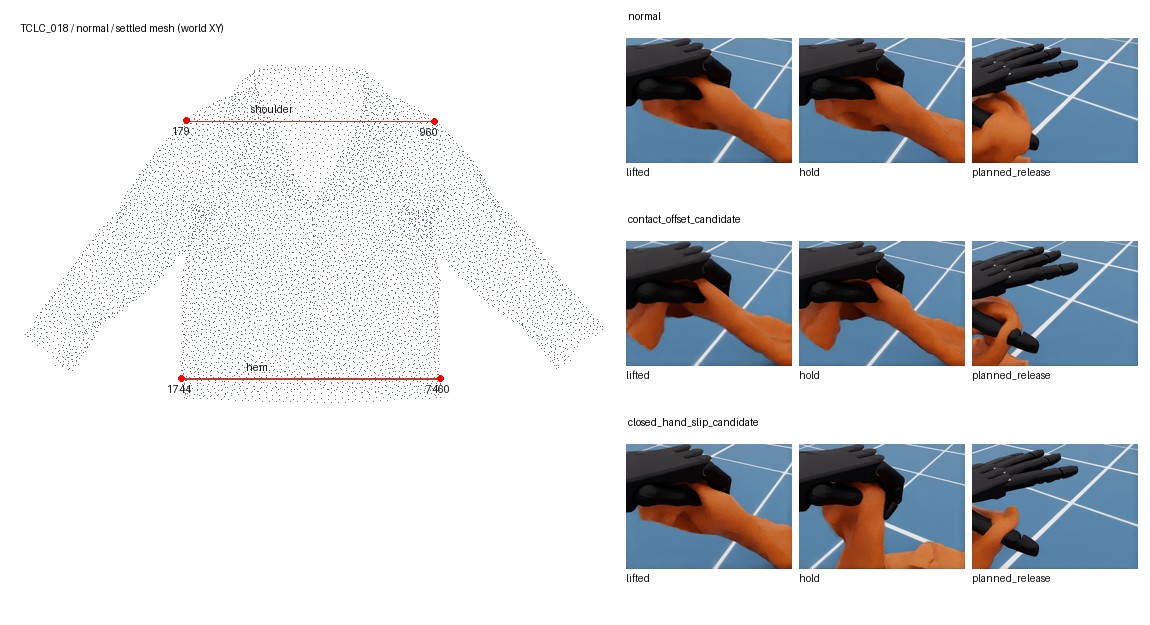 TCLC_018 / normal / settled mesh (world XY)
shoulder
179
960
hem
1744
7460
normal
lifted
hold
planned_release
contact_offset_candidate
lifted
hold
planned_release
closed_hand_slip_candidate
lifted
hold
planned_release